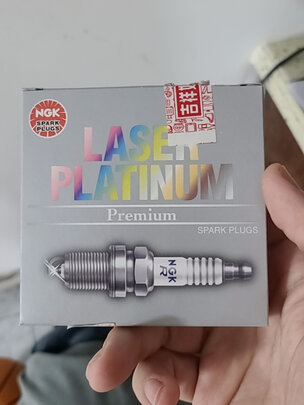 NGK
SPARK
PLUGS
LASER
PLATINUM
Premium
SPARK PLUGS
NGK
R